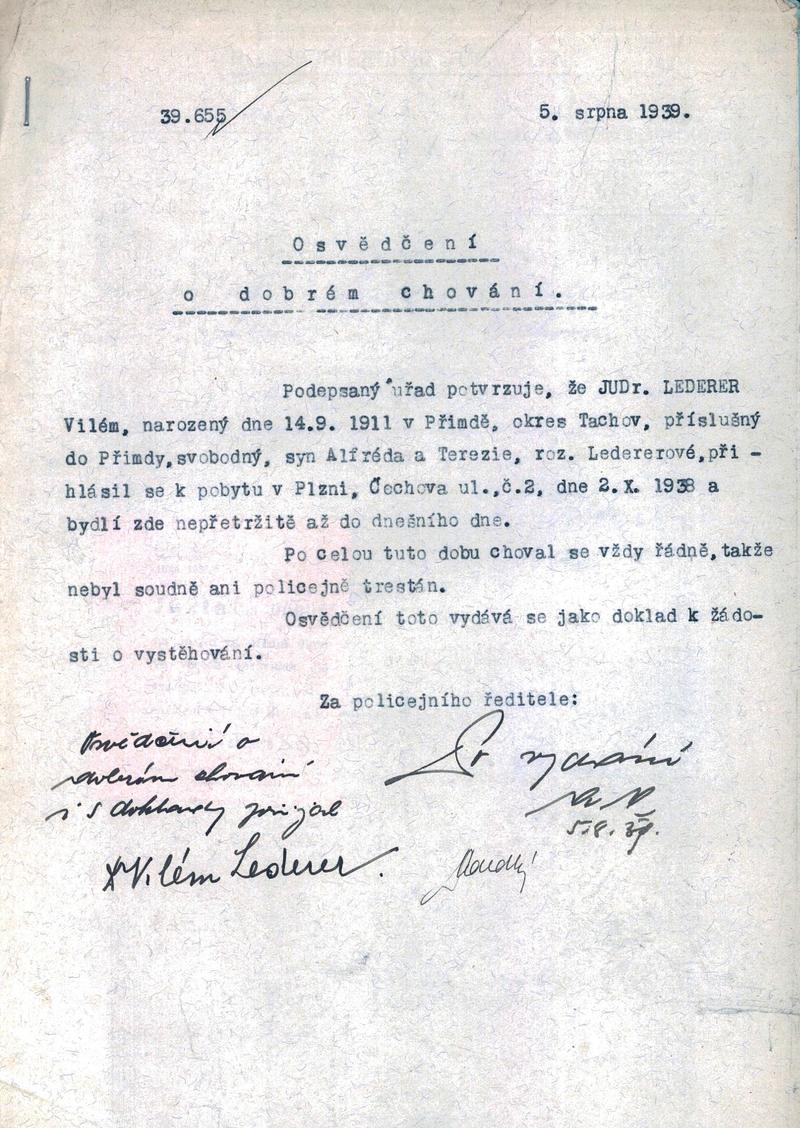 39.655
5. srpna 1939.
Osvědčení
o dobrém chování.
Podepsaný úřad potvrzuje, že JUDr. LEDERER
Vilém, narozený dne 14.9. 1911 v Přimdě, okres Tachov, příslušný
do Přimdy,svobodný, syn Alfréda a Terezie, roz. Ledererové,při -
hlásil se k pobytu v Plzni, Čechova ul.,č.2, dne 2.X. 1938 a
bydlí zde nepřetržitě až do dnešního dne.
Po celou tuto dobu choval se vždy řádně,takže
nebyl soudně ani policejně trestán.
Osvědčení toto vydává se jako doklad k žádo-
sti o vystěhování.
Za policejního ředitele:
Osvědčení o
dobrém chování
i s doklady přijal
Vilém Lederer.
Po vydání
5.8.39.